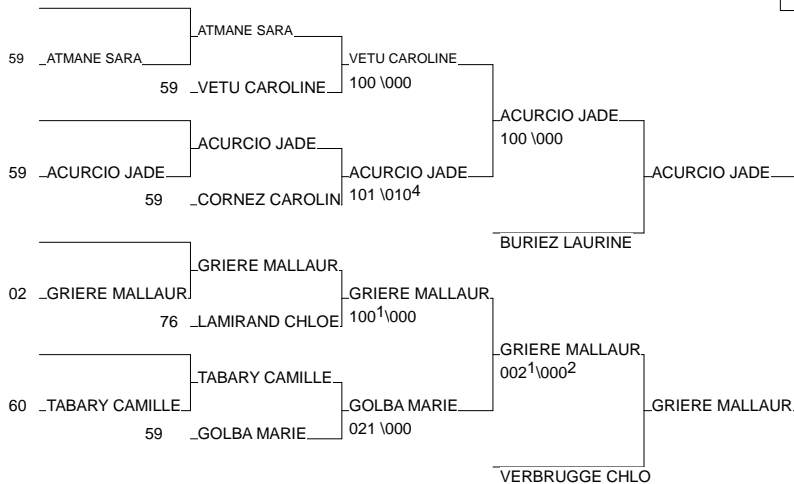 ATMANE SARA
59 ATMANE SARA
VETU CAROLINE
59 VETU CAROLINE
100 \000
ACURCIO JADE
100 \000
ACURCIO JADE
59 ACURCIO JADE
ACURCIO JADE
101 \010⁴
ACURCIO JADE
59 CORNEZ CAROLIN
BURIEZ LAURINE
GRIERE MALLAUR
02 GRIERE MALLAUR
GRIERE MALLAUR
100¹\000
76 LAMIRAND CHLOE
GRIERE MALLAUR
002¹\000²
TABARY CAMILLE
60 TABARY CAMILLE
GOLBA MARIE
021 \000
GRIERE MALLAUR
59 GOLBA MARIE
VERBRUGGE CHLO